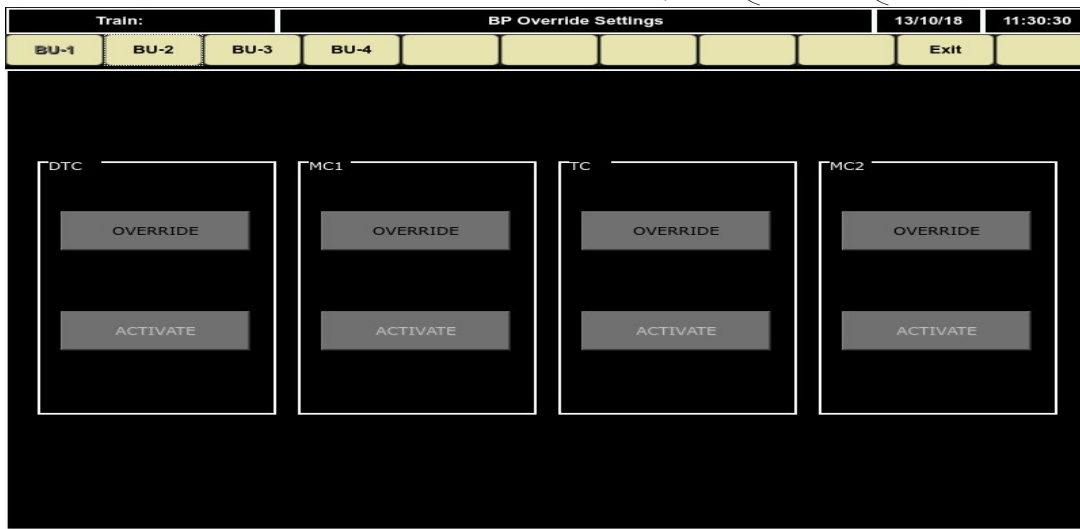 Train: BP Override Settings 13/10/18 11:30:30
BU-1 BU-2 BU-3 BU-4 Exit
DTC MC1 TC MC2
OVERRIDE OVERRIDE OVERRIDE OVERRIDE
ACTIVATE ACTIVATE ACTIVATE ACTIVATE